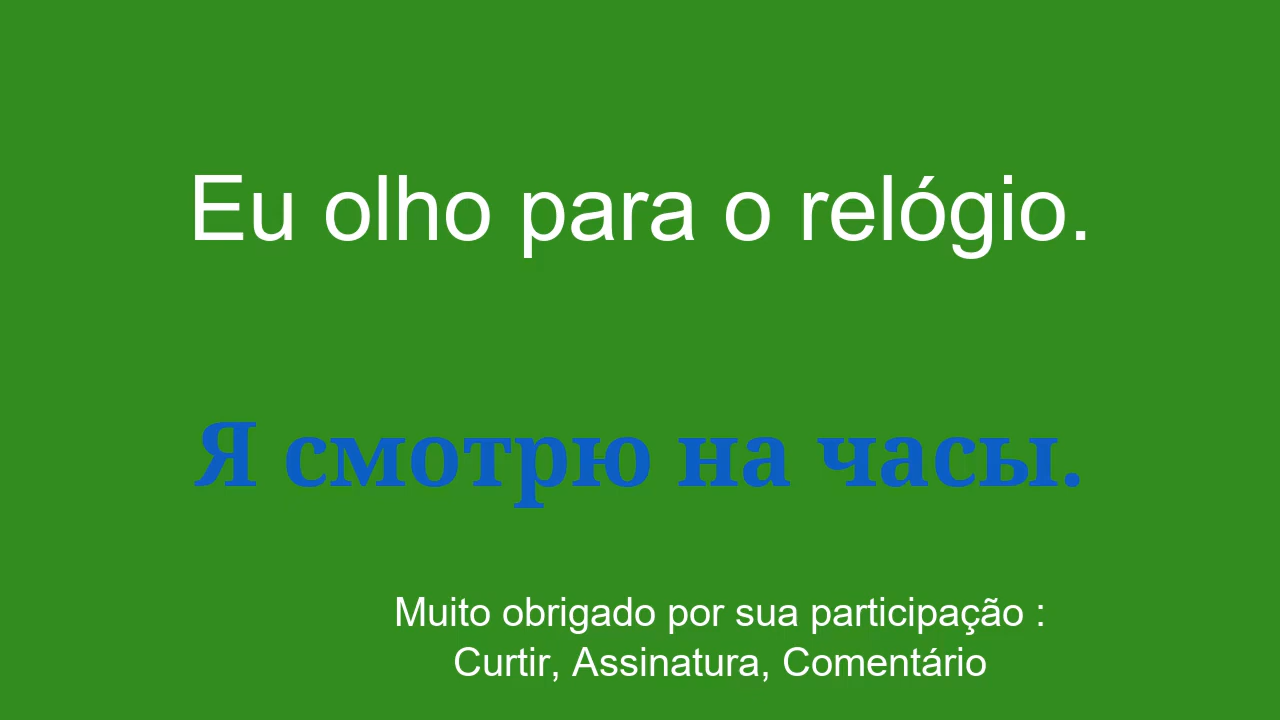 Eu olho para o relógio.
Я смотрю на часы.
Muito obrigado por sua participação :
Curtir, Assinatura, Comentário